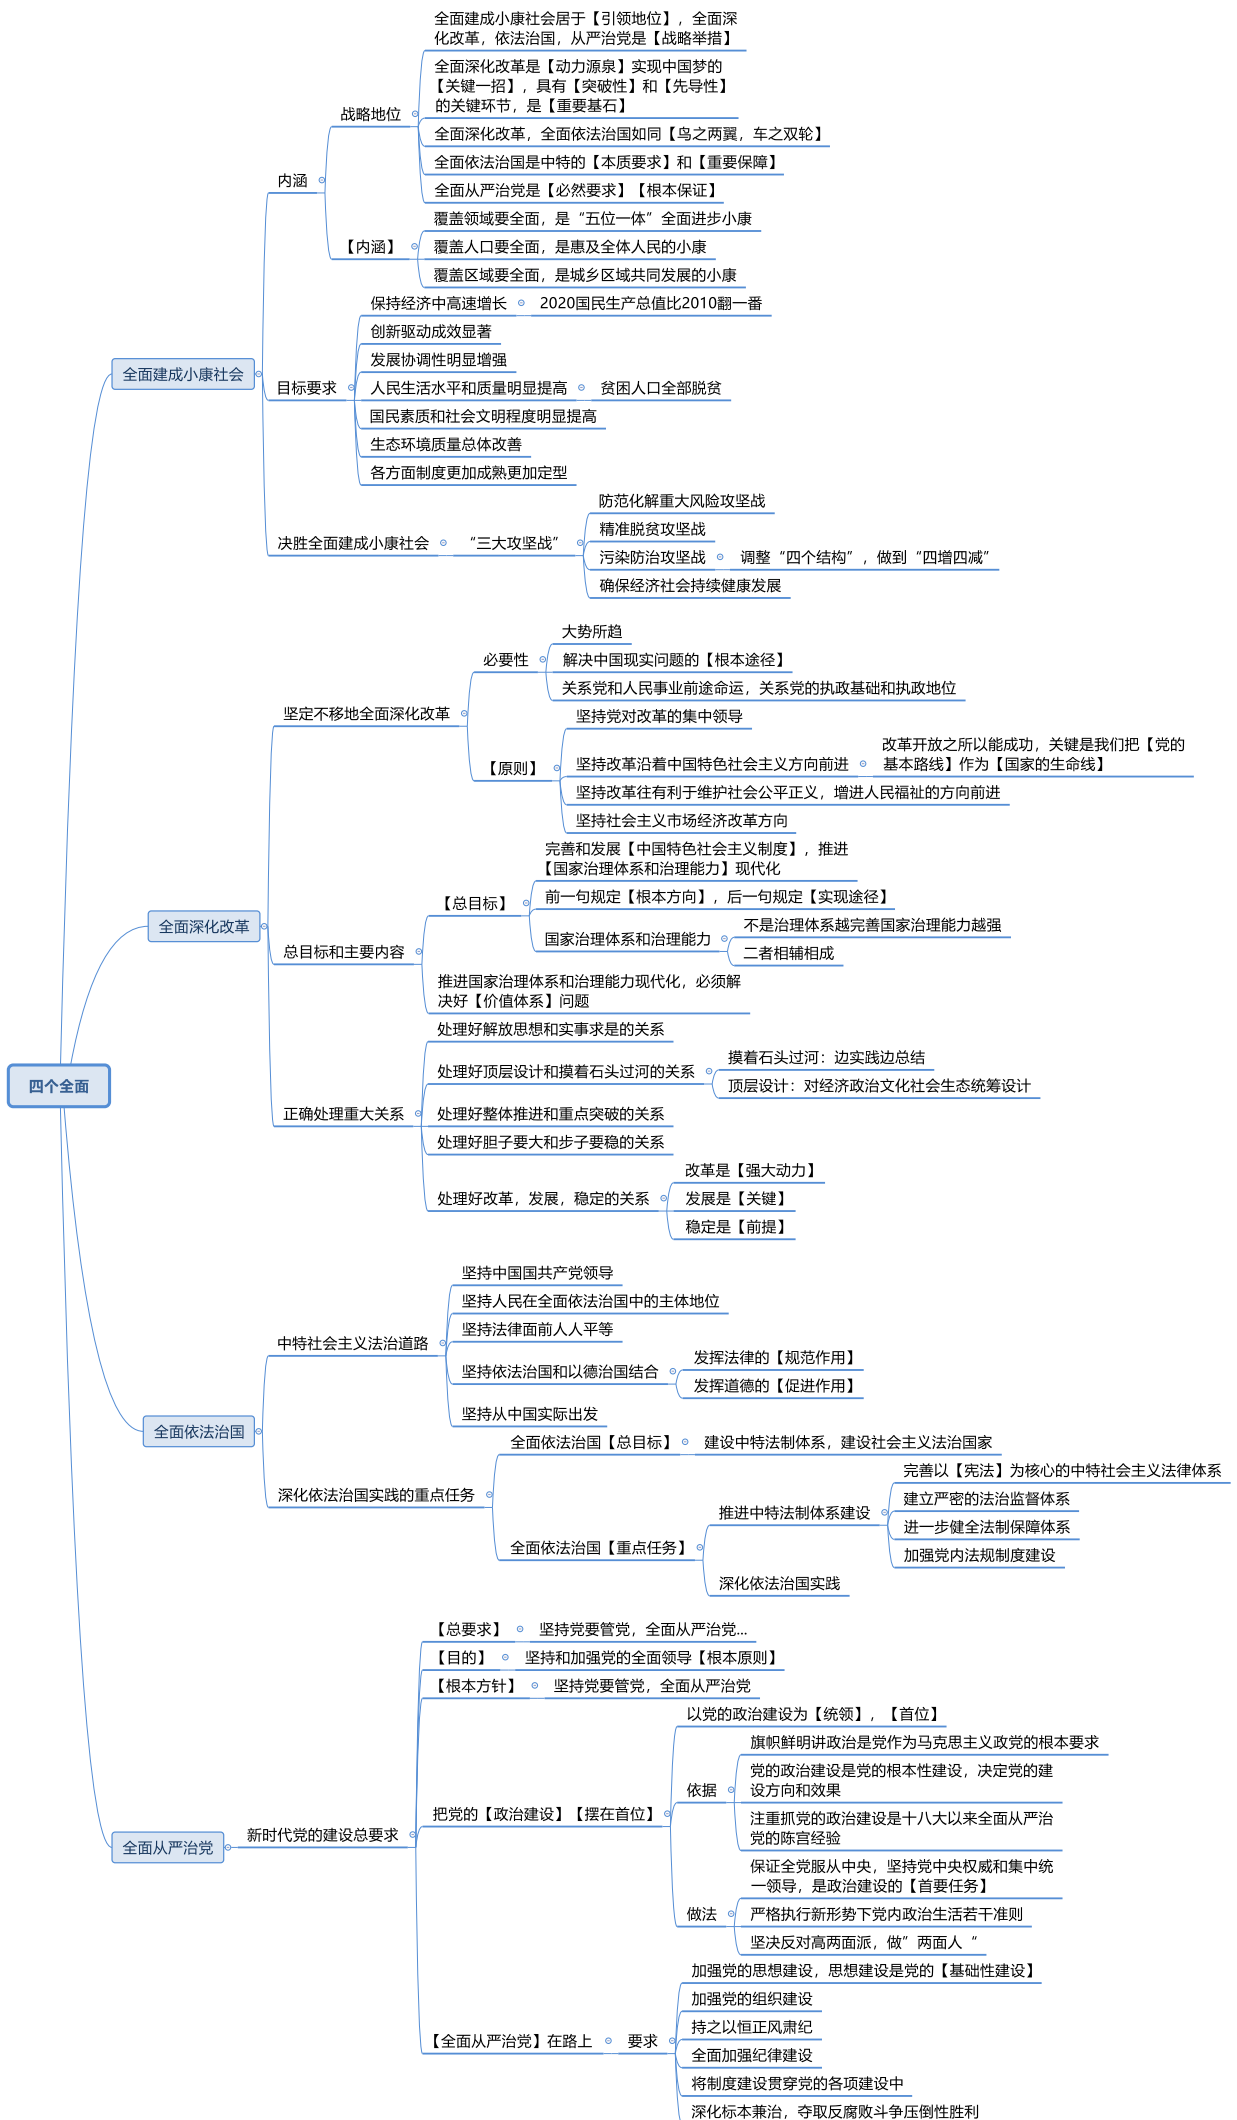 四个全面
全面建成小康社会
内涵
战略地位
全面建成小康社会居于【引领地位】，全面深
化改革，依法治国，从严治党是【战略举措】
全面深化改革是【动力源泉】实现中国梦的
【关键一招】，具有【突破性】和【先导性】
的关键环节，是【重要基石】
全面深化改革，全面依法治国如同【鸟之两翼，车之双轮】
全面依法治国是中特的【本质要求】和【重要保障】
全面从严治党是【必然要求】【根本保证】
【内涵】
覆盖领域要全面，是“五位一体”全面进步小康
覆盖人口要全面，是惠及全体人民的小康
覆盖区域要全面，是城乡区域共同发展的小康
目标要求
保持经济中高速增长
2020国民生产总值比2010翻一番
创新驱动成效显著
发展协调性明显增强
人民生活水平和质量明显提高
贫困人口全部脱贫
国民素质和社会文明程度明显提高
生态环境质量总体改善
各方面制度更加成熟更加定型
决胜全面建成小康社会
“三大攻坚战”
防范化解重大风险攻坚战
精准脱贫攻坚战
污染防治攻坚战
调整“四个结构”，做到“四增四减”
确保经济社会持续健康发展
全面深化改革
坚定不移地全面深化改革
必要性
大势所趋
解决中国现实问题的【根本途径】
关系党和人民事业前途命运，关系党的执政基础和执政地位
【原则】
坚持党对改革的集中领导
坚持改革沿着中国特色社会主义方向前进
改革开放之所以能成功，关键是我们把【党的
基本路线】作为【国家的生命线】
坚持改革往有利于维护社会公平正义，增进人民福祉的方向前进
坚持社会主义市场经济改革方向
总目标和主要内容
【总目标】
完善和发展【中国特色社会主义制度】，推进
【国家治理体系和治理能力】现代化
前一句规定【根本方向】，后一句规定【实现途径】
国家治理体系和治理能力
不是治理体系越完善国家治理能力越强
二者相辅相成
推进国家治理体系和治理能力现代化，必须解
决好【价值体系】问题
正确处理重大关系
处理好解放思想和实事求是的关系
处理好顶层设计和摸着石头过河的关系
摸着石头过河：边实践边总结
顶层设计：对经济政治文化社会生态统筹设计
处理好整体推进和重点突破的关系
处理好胆子要大和步子要稳的关系
处理好改革，发展，稳定的关系
改革是【强大动力】
发展是【关键】
稳定是【前提】
全面依法治国
中特社会主义法治道路
坚持中国国共产党领导
坚持人民在全面依法治国中的主体地位
坚持法律面前人人平等
坚持依法治国和以德治国结合
发挥法律的【规范作用】
发挥道德的【促进作用】
坚持从中国实际出发
深化依法治国实践的重点任务
全面依法治国【总目标】
建设中特法制体系，建设社会主义法治国家
全面依法治国【重点任务】
推进中特法制体系建设
完善以【宪法】为核心的中特社会主义法律体系
建立严密的法治监督体系
进一步健全法制保障体系
加强党内法规制度建设
深化依法治国实践
全面从严治党
新时代党的建设总要求
【总要求】
坚持党要管党，全面从严治党...
【目的】
坚持和加强党的全面领导【根本原则】
【根本方针】
坚持党要管党，全面从严治党
把党的【政治建设】【摆在首位】
以党的政治建设为【统领】，【首位】
依据
旗帜鲜明讲政治是党作为马克思主义政党的根本要求
党的政治建设是党的根本性建设，决定党的建
设方向和效果
注重抓党的政治建设是十八大以来全面从严治
党的陈宫经验
做法
保证全党服从中央，坚持党中央权威和集中统
一领导，是政治建设的【首要任务】
严格执行新形势下党内政治生活若干准则
坚决反对高两面派，做”两面人“
【全面从严治党】在路上
要求
加强党的思想建设，思想建设是党的【基础性建设】
加强党的组织建设
持之以恒正风肃纪
全面加强纪律建设
将制度建设贯穿党的各项建设中
深化标本兼治，夺取反腐败斗争压倒性胜利